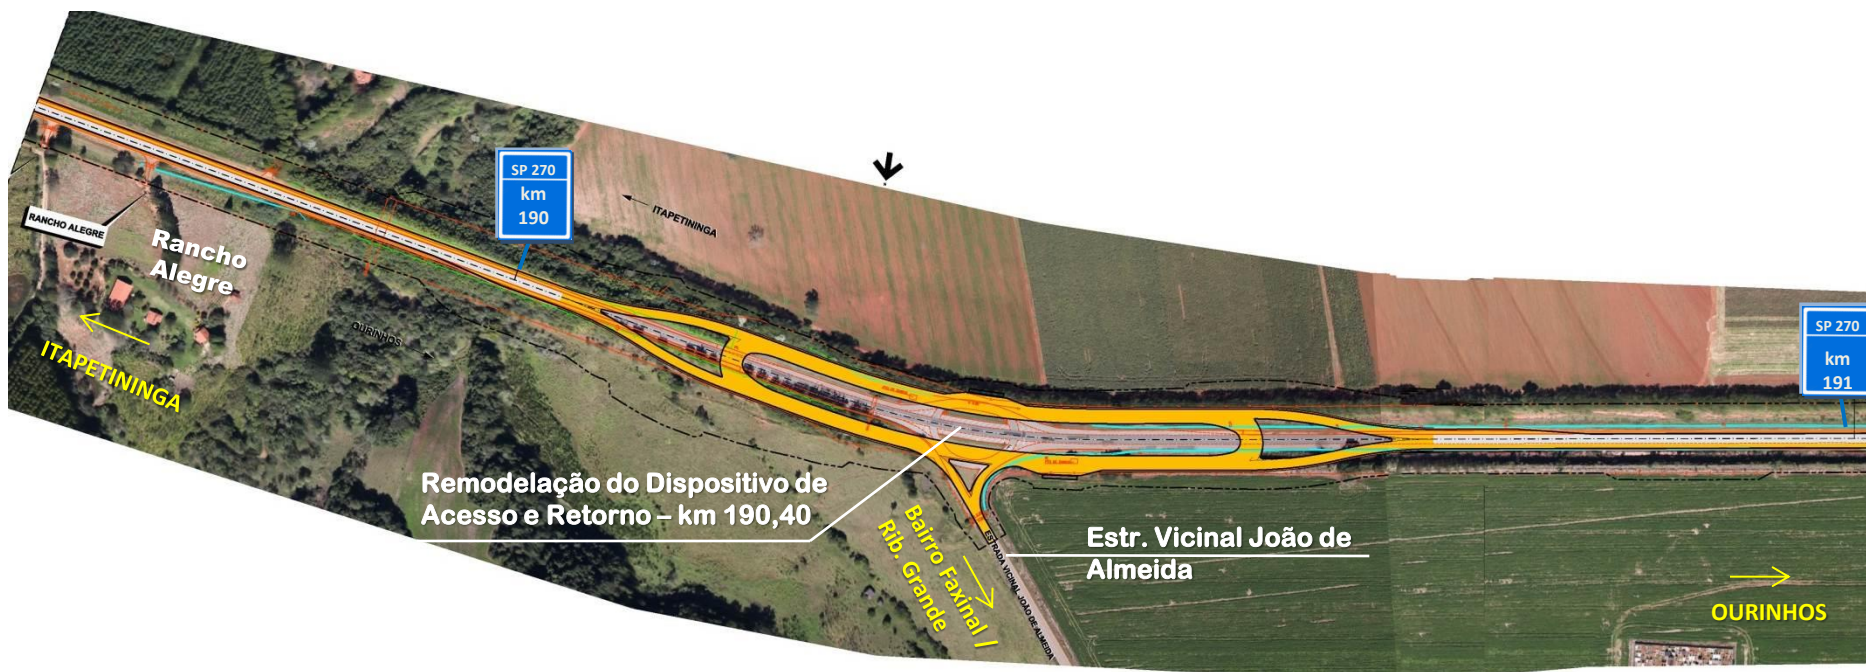 SP 270
km
190
ITAPETININGA
RANCHO ALEGRE
Rancho
Alegre
ITAPETININGA
OURINHOS
SP 270
km
191
Remodelação do Dispositivo de
Acesso e Retorno – km 190,40
Bairro Faxinal /
Rib. Grande
ESTRADA VICINAL JOÃO DE ALMEIDA
Estr. Vicinal João de
Almeida
OURINHOS